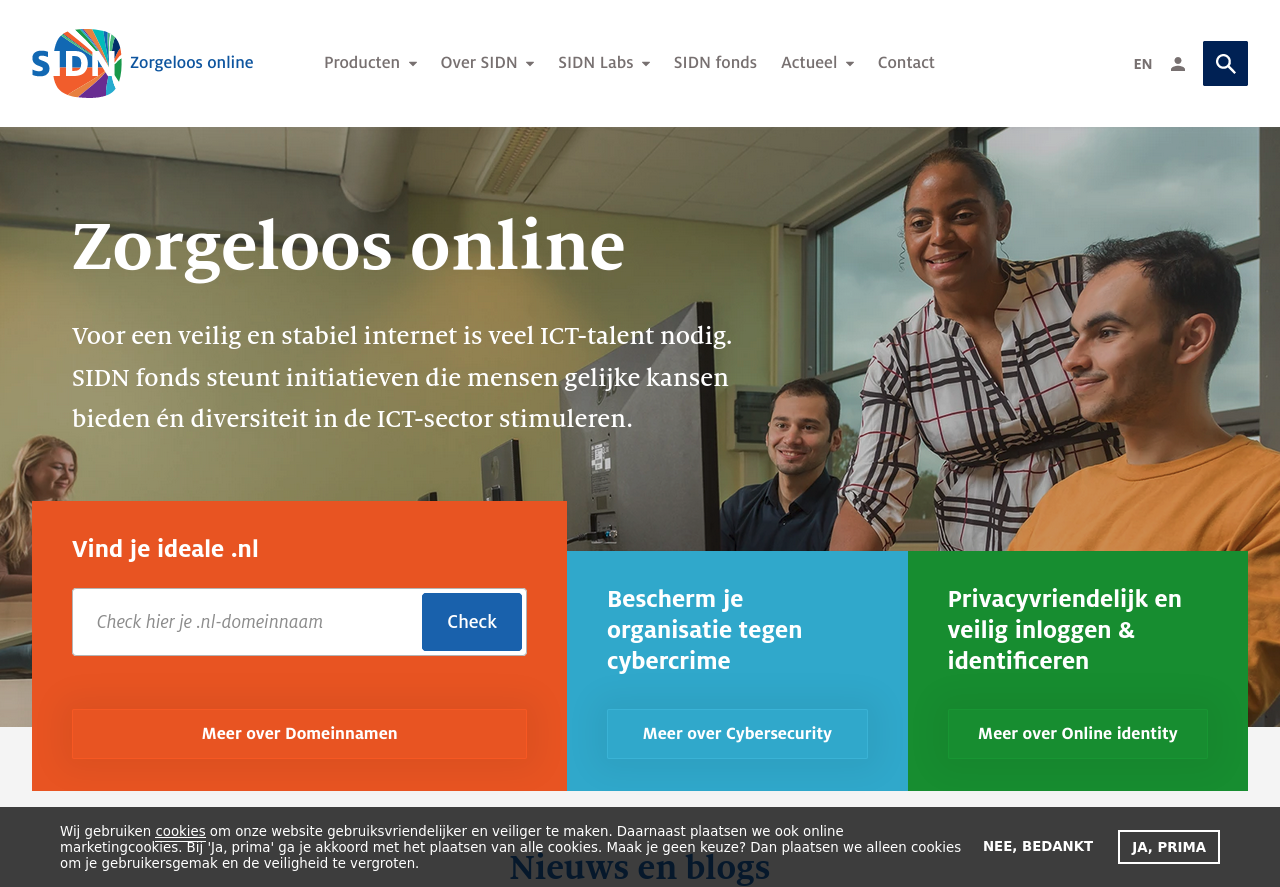 SIDN Zorgeloos online
Producten Over SIDN SIDN Labs SIDN fonds Actueel Contact
EN
Zorgeloos online
Voor een veilig en stabiel internet is veel ICT-talent nodig.
SIDN fonds steunt initiatieven die mensen gelijke kansen
bieden én diversiteit in de ICT-sector stimuleren.
Vind je ideale .nl
Check hier je .nl-domeinnaam
Check
Meer over Domeinnamen
Bescherm je
organisatie tegen
cybercrime
Meer over Cybersecurity
Privacyvriendelijk en
veilig inloggen &
identificeren
Meer over Online identity
Wij gebruiken cookies om onze website gebruiksvriendelijker en veiliger te maken. Daarnaast plaatsen we ook online
marketingcookies. Bij 'Ja, prima' ga je akkoord met het plaatsen van alle cookies. Maak je geen keuze? Dan plaatsen we alleen cookies
om je gebruikersgemak en de veiligheid te vergroten.
NEE, BEDANKT
JA, PRIMA
Nieuws en blogs